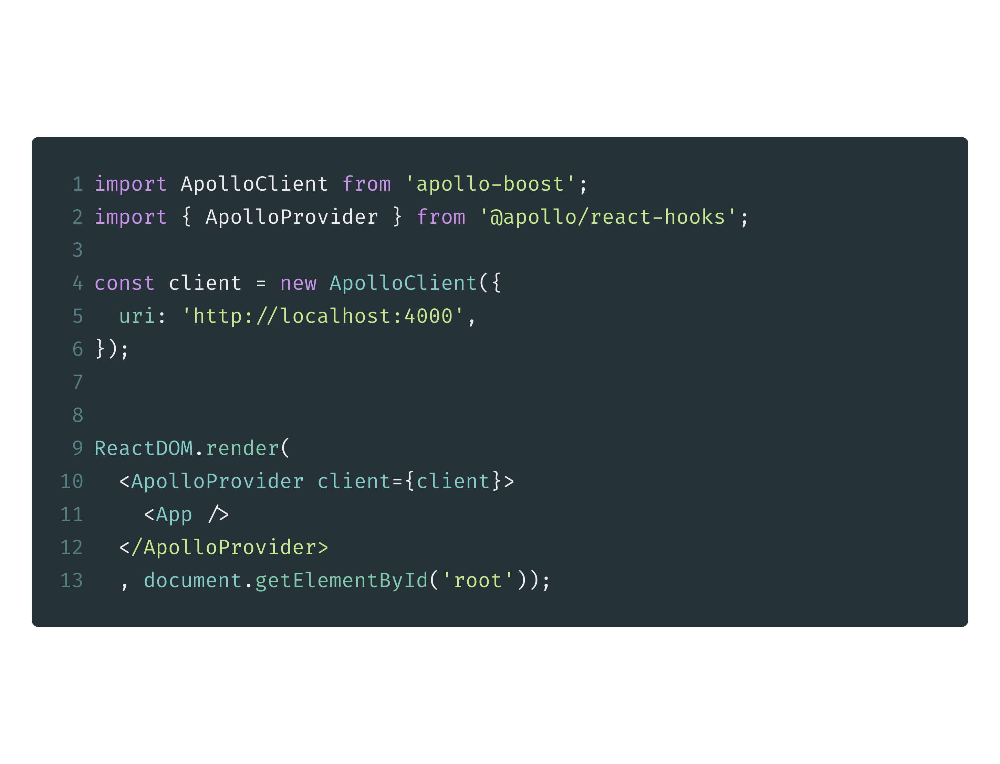 1 import ApolloClient from 'apollo-boost';
2 import { ApolloProvider } from '@apollo/react-hooks';
3
4 const client = new ApolloClient({
5   uri: 'http://localhost:4000',
6 });
7
8
9 ReactDOM.render(
10   <ApolloProvider client={client}>
11     <App />
12   </ApolloProvider>
13   , document.getElementById('root'));